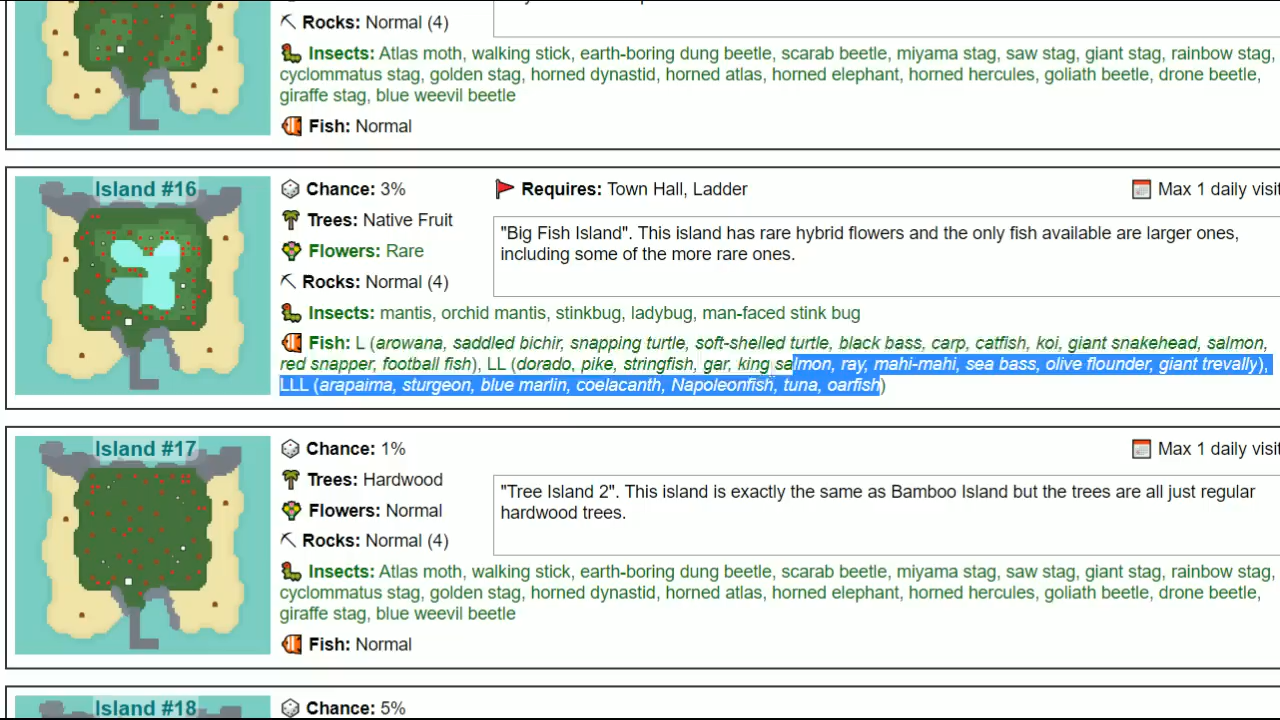 Rocks: Normal (4)
Insects: Atlas moth, walking stick, earth-boring dung beetle, scarab beetle, miyama stag, saw stag, giant stag, rainbow stag,
cyclommatus stag, golden stag, horned dynastid, horned atlas, horned elephant, horned hercules, goliath beetle, drone beetle,
giraffe stag, blue weevil beetle
Fish: Normal
Island #16
Chance: 3%
Requires: Town Hall, Ladder
Max 1 daily visit
Trees: Native Fruit
"Big Fish Island". This island has rare hybrid flowers and the only fish available are larger ones,
including some of the more rare ones.
Flowers: Rare
Rocks: Normal (4)
Insects: mantis, orchid mantis, stinkbug, ladybug, man-faced stink bug
Fish: L (arowana, saddled bichir, snapping turtle, soft-shelled turtle, black bass, carp, catfish, koi, giant snakehead, salmon,
red snapper, football fish), LL (dorado, pike, stringfish, gar, king salmon, ray, mahi-mahi, sea bass, olive flounder, giant trevally),
LLL (arapaima, sturgeon, blue marlin, coelacanth, Napoleonfish, tuna, oarfish)
Island #17
Chance: 1%
Max 1 daily visit
Trees: Hardwood
"Tree Island 2". This island is exactly the same as Bamboo Island but the trees are all just regular
hardwood trees.
Flowers: Normal
Rocks: Normal (4)
Insects: Atlas moth, walking stick, earth-boring dung beetle, scarab beetle, miyama stag, saw stag, giant stag, rainbow stag,
cyclommatus stag, golden stag, horned dynastid, horned atlas, horned elephant, horned hercules, goliath beetle, drone beetle,
giraffe stag, blue weevil beetle
Fish: Normal
Island #18
Chance: 5%